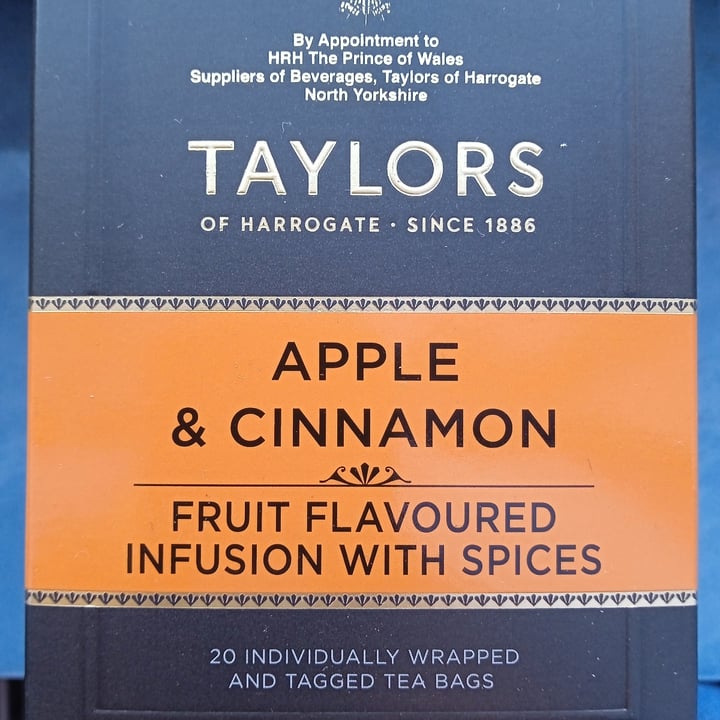 By Appointment to
HRH The Prince of Wales
Suppliers of Beverages, Taylors of Harrogate
North Yorkshire
TAYLORS
OF HARROGATE · SINCE 1886
APPLE
& CINNAMON
FRUIT FLAVOURED
INFUSION WITH SPICES
20 INDIVIDUALLY WRAPPED
AND TAGGED TEA BAGS